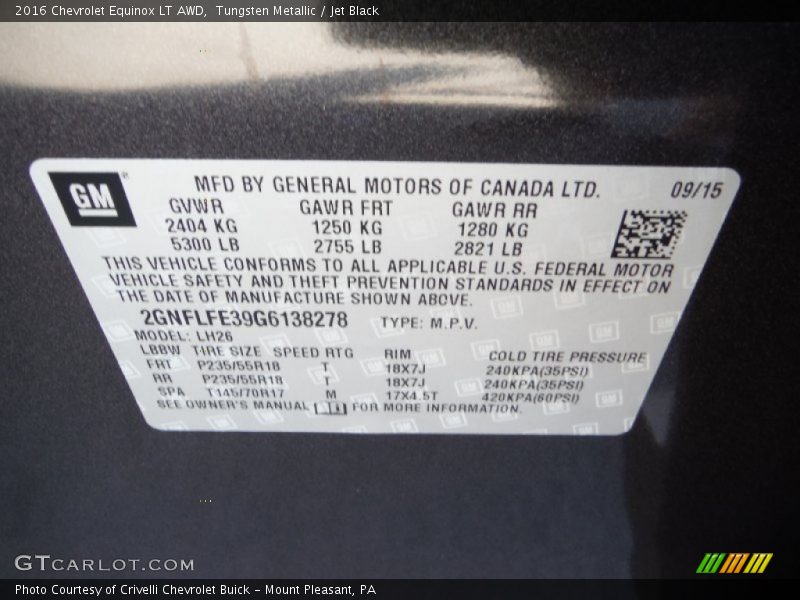 2016 Chevrolet Equinox LT AWD, Tungsten Metallic / Jet Black
GM®
MFD BY GENERAL MOTORS OF CANADA LTD. 09/15
GVWR GAWR FRT GAWR RR
2404 KG 1250 KG 1280 KG
5300 LB 2755 LB 2821 LB
THIS VEHICLE CONFORMS TO ALL APPLICABLE U.S. FEDERAL MOTOR
VEHICLE SAFETY AND THEFT PREVENTION STANDARDS IN EFFECT ON
THE DATE OF MANUFACTURE SHOWN ABOVE.
2GNFLFE39G6138278 TYPE: M.P.V.
MODEL: LH26
LBBW TIRE SIZE SPEED RTG RIM COLD TIRE PRESSURE
FRT P235/55R18 T 18X7J 240KPA(35PSI)
RR P235/55R18 T 18X7J 240KPA(35PSI)
SPA T145/70R17 M 17X4.5T 420KPA(60PSI)
SEE OWNER'S MANUAL FOR MORE INFORMATION.
GTCARLOT.COM
Photo Courtesy of Crivelli Chevrolet Buick - Mount Pleasant, PA